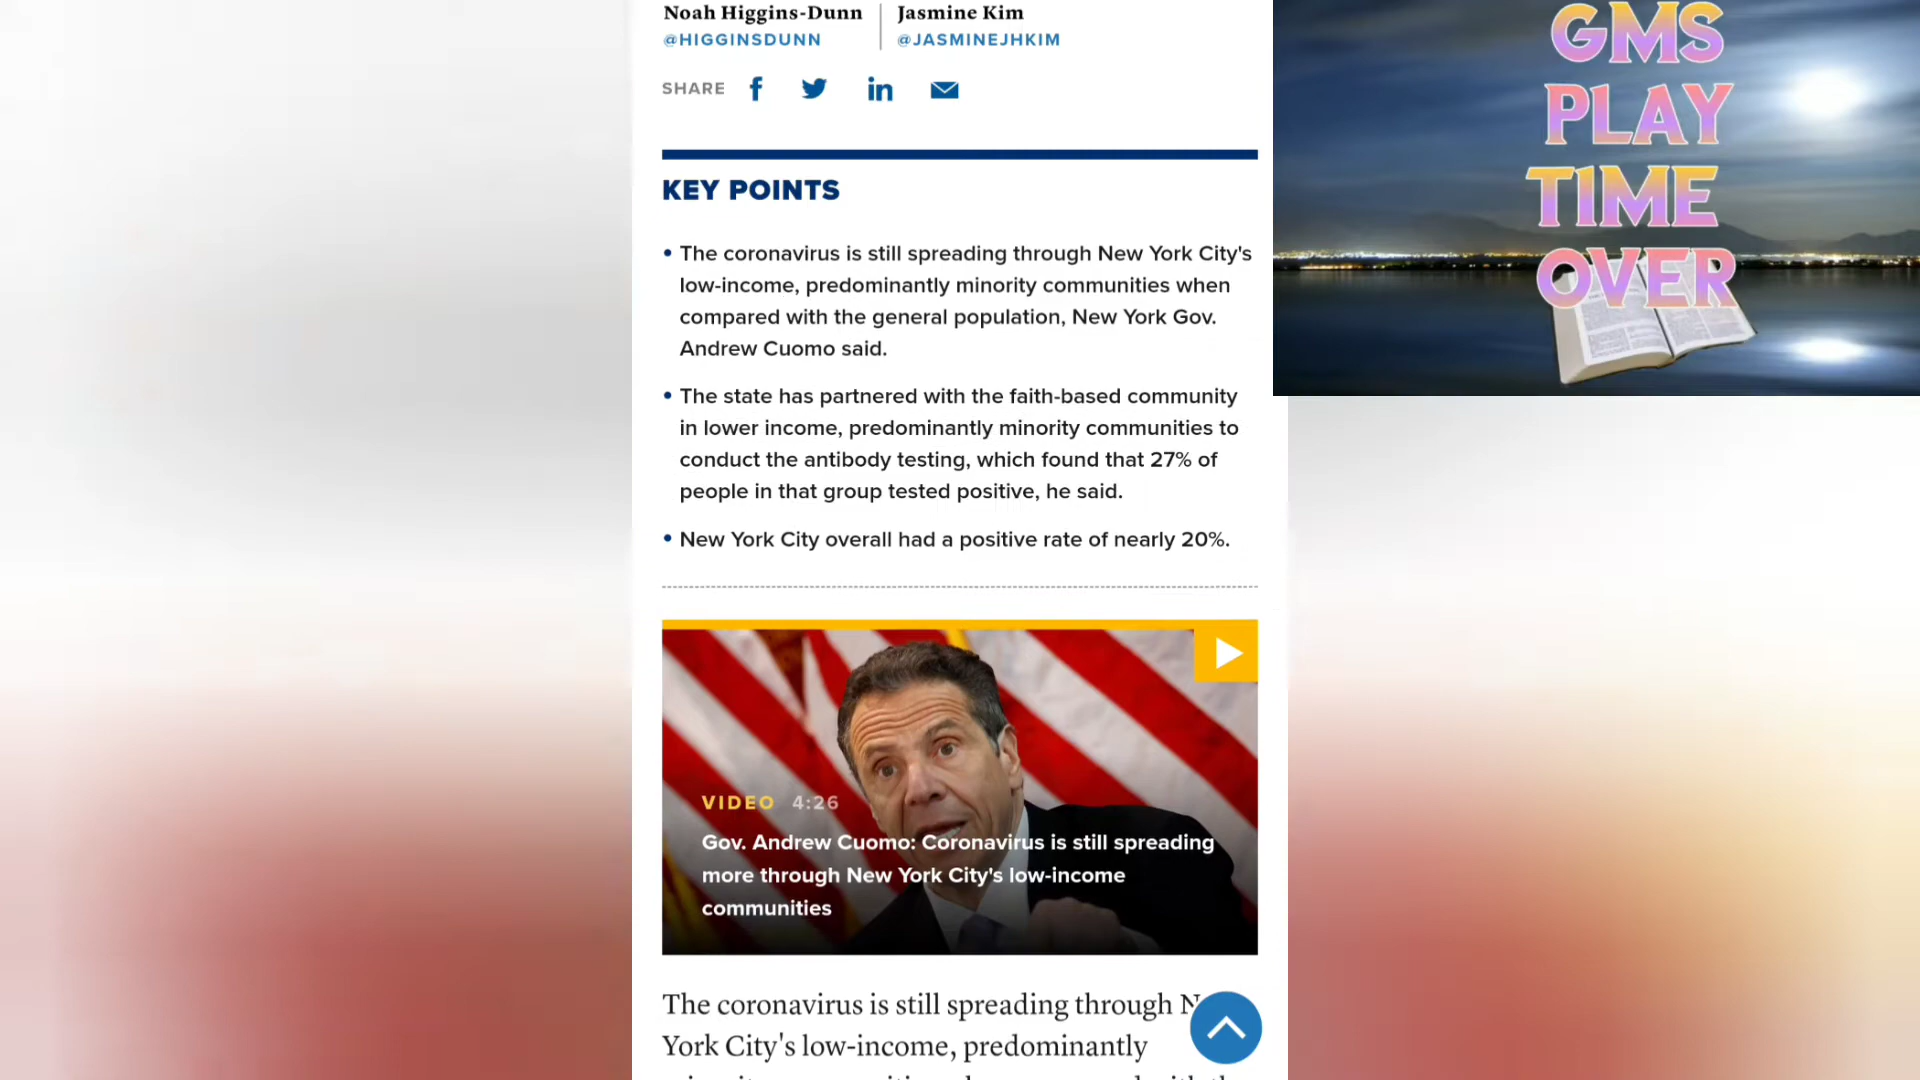 Noah Higgins-Dunn
@HIGGINSDUNN
Jasmine Kim
@JASMINEJHKIM
SHARE
KEY POINTS
• The coronavirus is still spreading through New York City's
low-income, predominantly minority communities when
compared with the general population, New York Gov.
Andrew Cuomo said.
• The state has partnered with the faith-based community
in lower income, predominantly minority communities to
conduct the antibody testing, which found that 27% of
people in that group tested positive, he said.
• New York City overall had a positive rate of nearly 20%.
VIDEO 4:26
Gov. Andrew Cuomo: Coronavirus is still spreading
more through New York City's low-income
communities
The coronavirus is still spreading through
York City's low-income, predominantly
GMS
PLAY
TIME
OVER